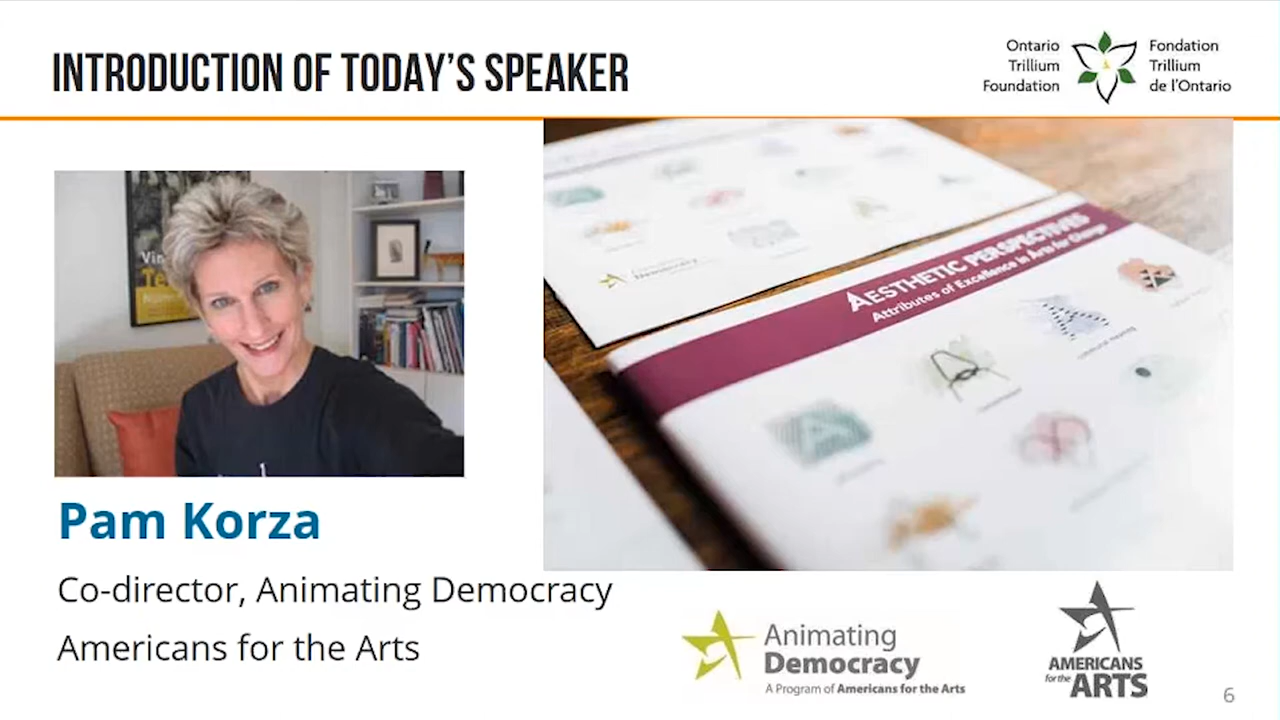 INTRODUCTION OF TODAY'S SPEAKER
Ontario
Trillium
Foundation
Fondation
Trillium
de l'Ontario
AESTHETIC PERSPECTIVES
Attributes of Excellence in Arts for Change
Democracy
Pam Korza
Co-director, Animating Democracy
Americans for the Arts
Animating
Democracy
A Program of Americans for the Arts
AMERICANS
for the ARTS
6